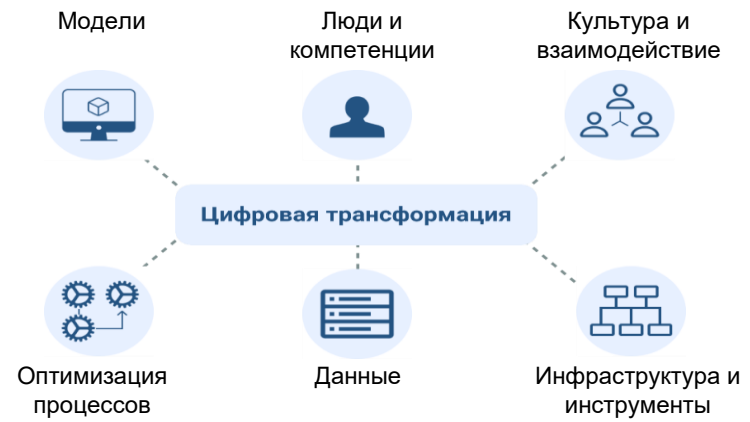 Модели
Люди и
компетенции
Культура и
взаимодействие
Цифровая трансформация
Оптимизация
процессов
Данные
Инфраструктура и
инструменты